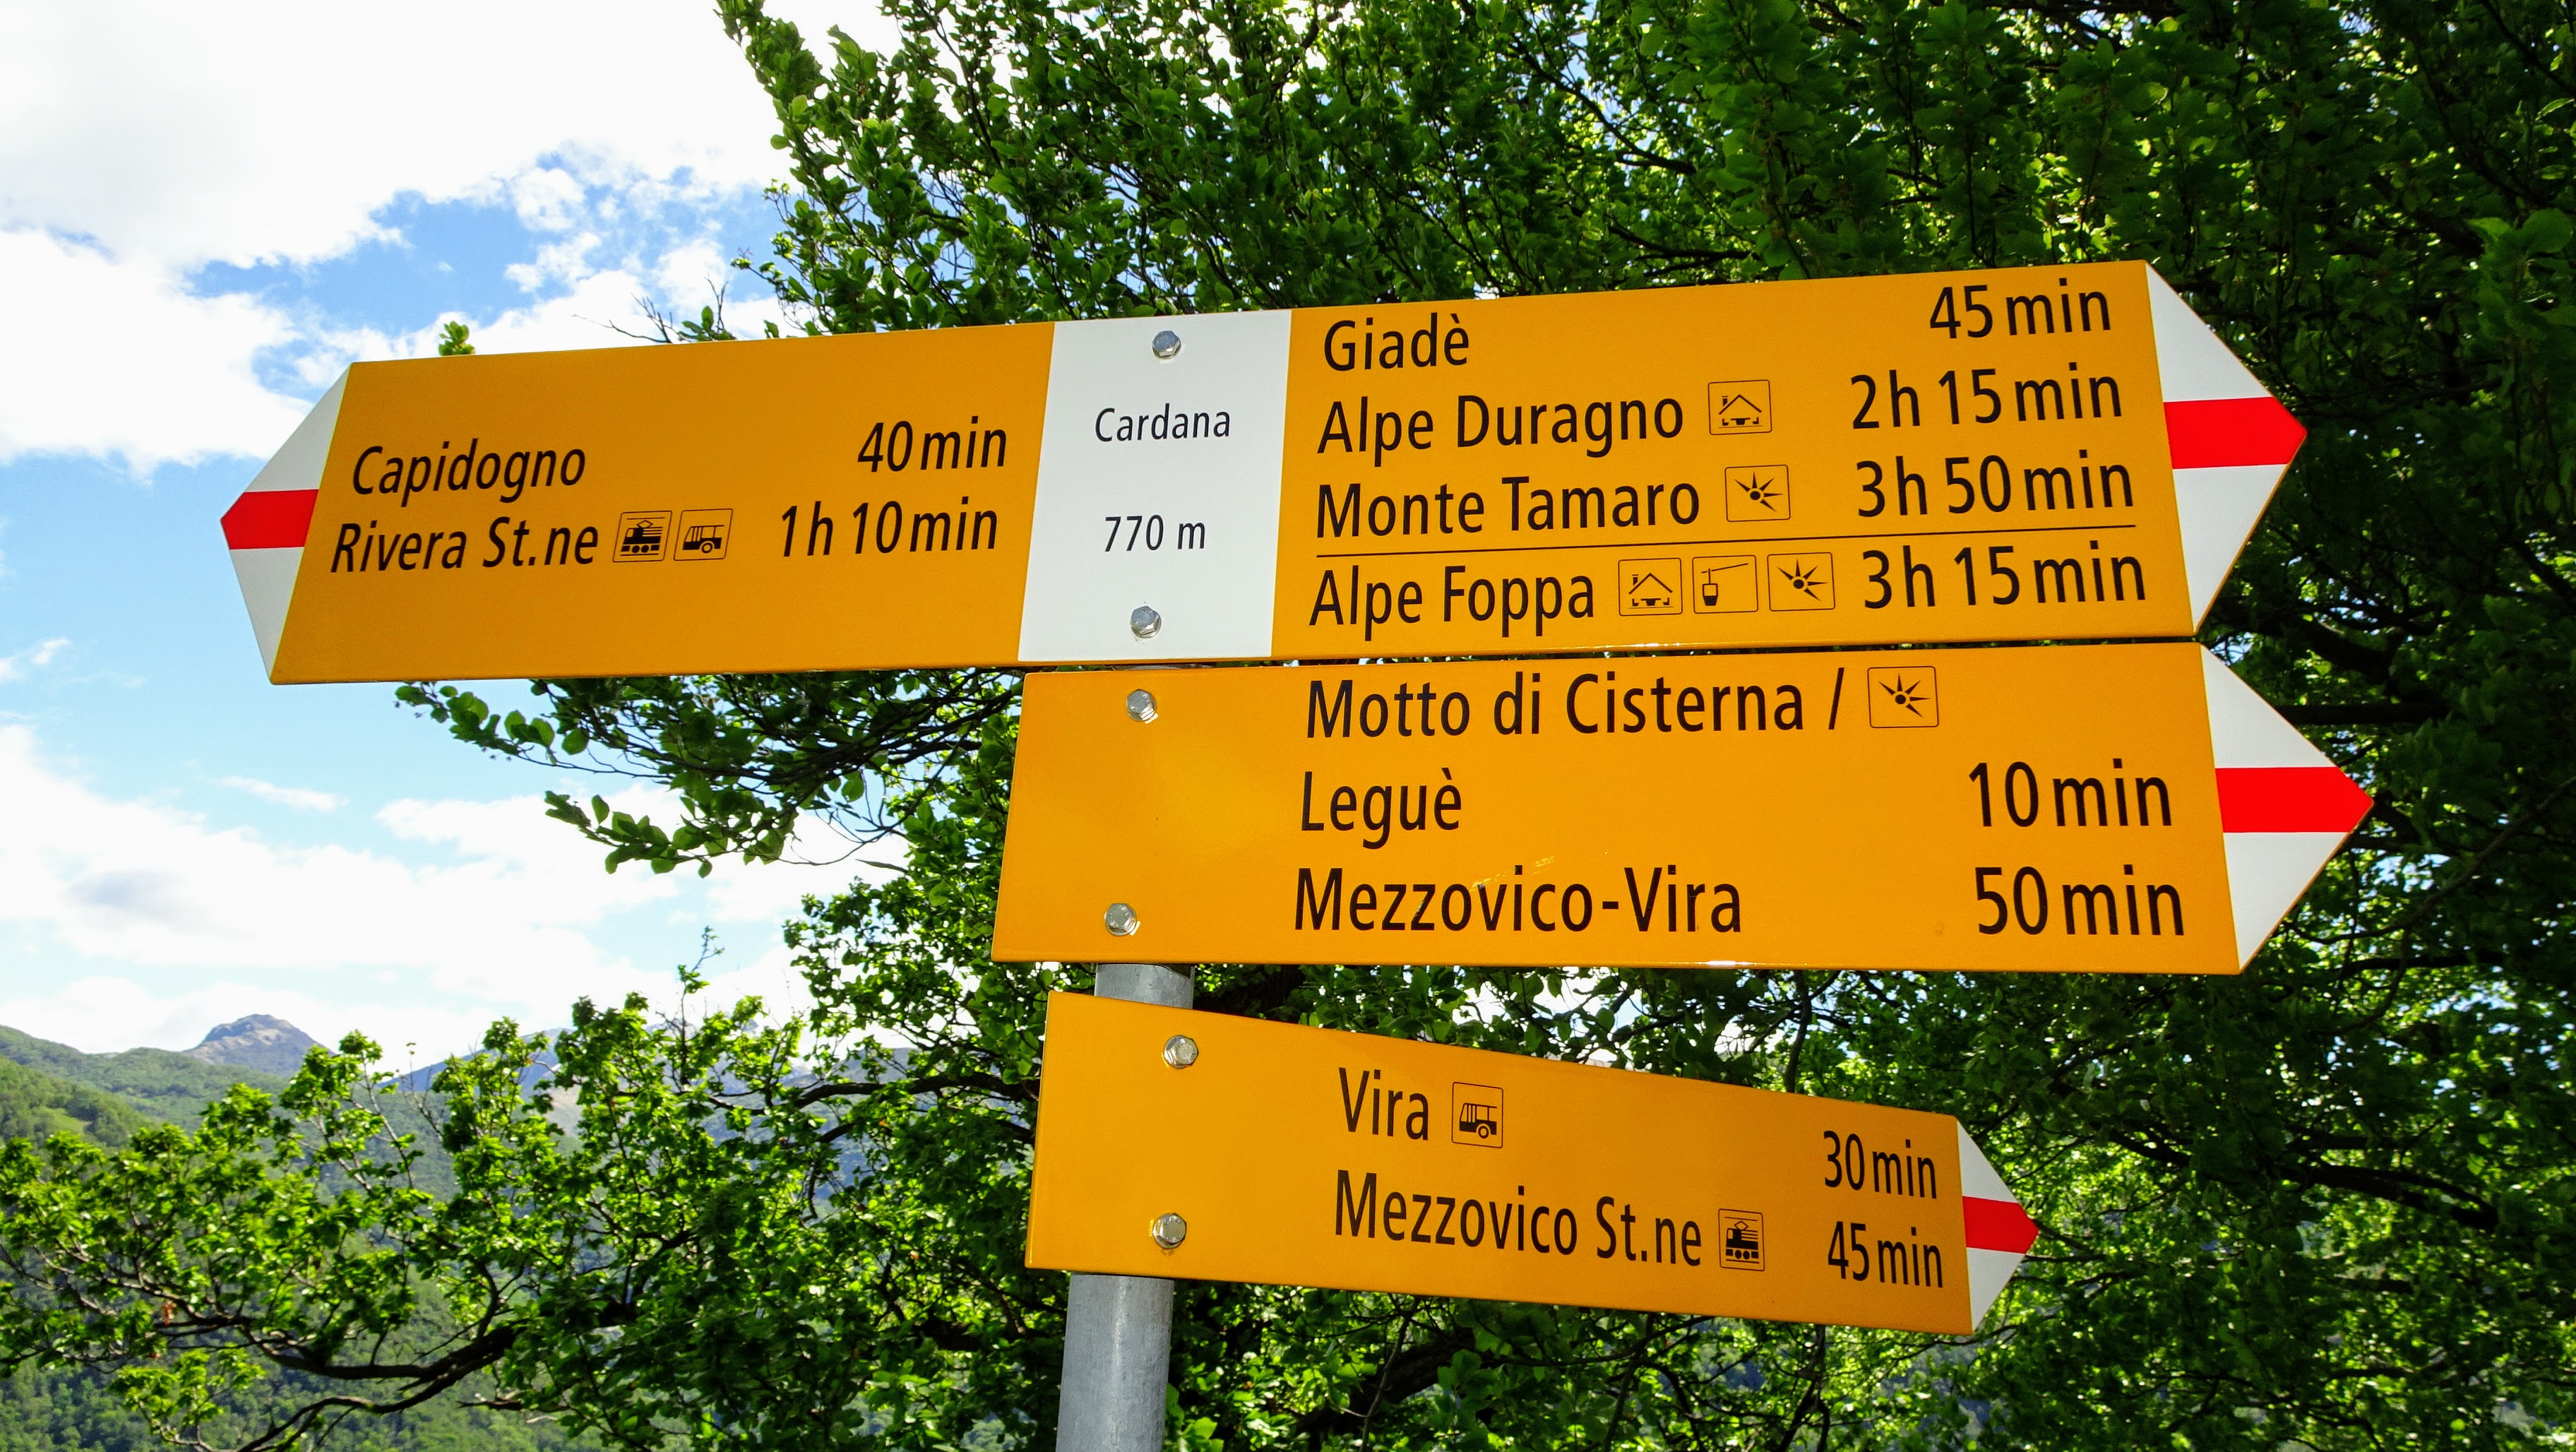 Capidogno 40 min
Rivera St.ne 1 h 10 min
Cardana
770 m
Giadè 45 min
Alpe Duragno 2 h 15 min
Monte Tamaro 3 h 50 min
Alpe Foppa 3 h 15 min
Motto di Cisterna /
Leguè 10 min
Mezzovico-Vira 50 min
Vira 30 min
Mezzovico St.ne 45 min